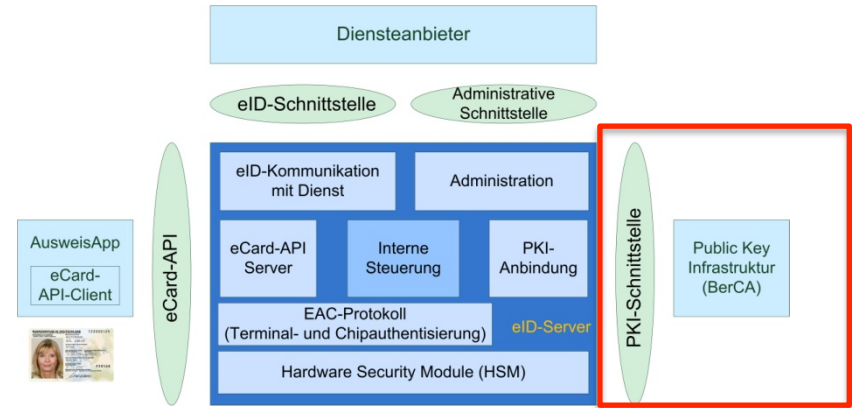 Diensteanbieter
eID-Schnittstelle
Administrative
Schnittstelle
eID-Kommunikation
mit Dienst
Administration
AusweisApp
eCard-
API-Client
eCard-API
eCard-API
Server
Interne
Steuerung
PKI-
Anbindung
EAC-Protokoll
(Terminal- und Chipauthentisierung)
eID-Server
Hardware Security Module (HSM)
PKI-Schnittstelle
Public Key
Infrastruktur
(BerCA)